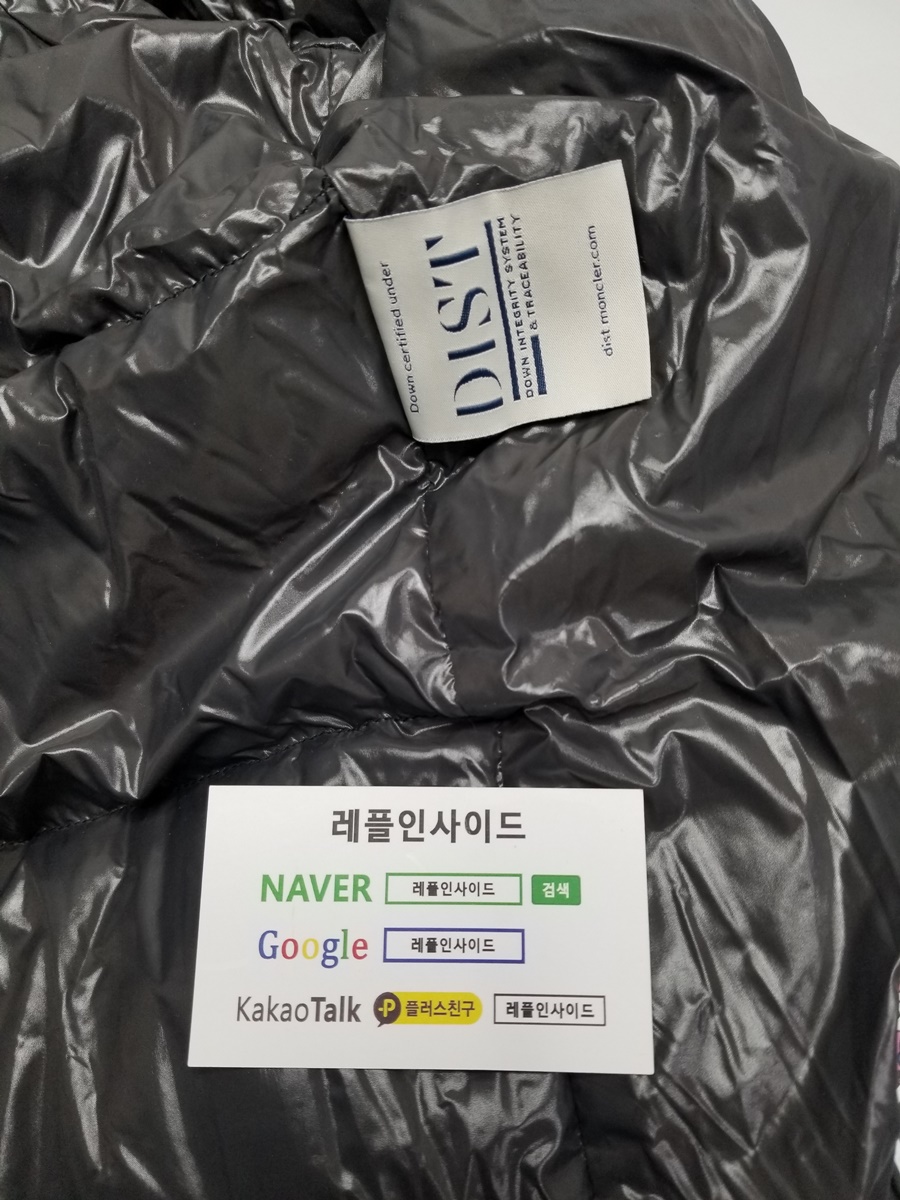 Down certified under
DIST
DOWN INTEGRITY SYSTEM
& TRACEABILITY
dist.moncler.com
레플인사이드
NAVER 레플인사이드 검색
Google 레플인사이드
KakaoTalk P 플러스친구 레플인사이드